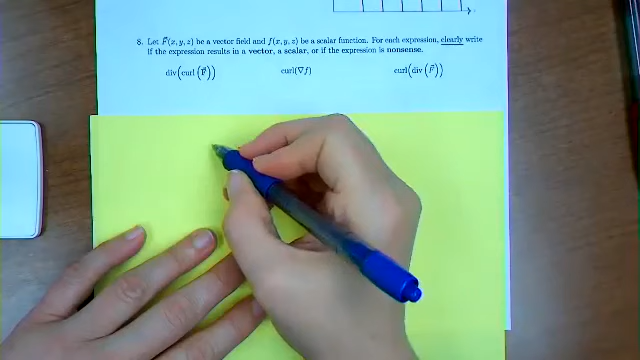 8. Let F⃗(x, y, z) be a vector field and f(x, y, z) be a scalar function. For each expression, clearly write
if the expression results in a vector, a scalar, or if the expression is nonsense.
div(curl(F⃗)) curl(∇f) curl(div(F⃗))